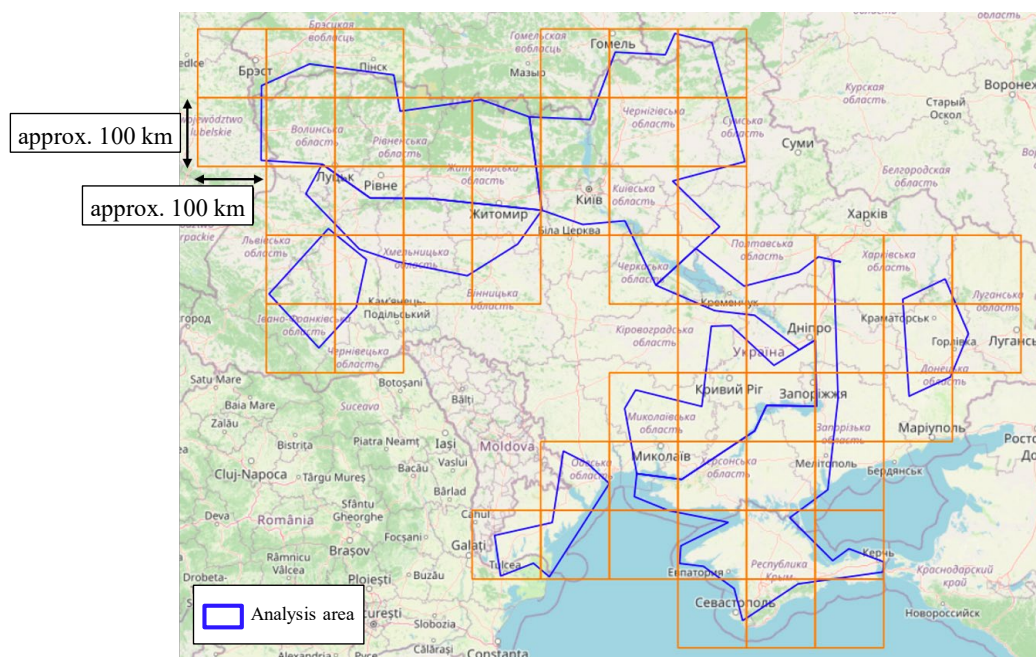 approx. 100 km
approx. 100 km
Analysis area
Брэсцкая
вобласць
Гомельская
вобласць
Гомель
Брэст
Пінск
Мазыр
Курская
область
Воронеж
Старый
Оскол
Волинська
область
Рівненська
область
Чернігівська
область
Сумська
область
Суми
Белгородская
область
Луцьк
Рівне
Житомирська
область
Житомир
Київ
Київська
область
Біла Церква
Харків
Львівська
область
Хмельницька
область
Вінницька
область
Черкаська
область
Полтавська
область
Харківська
область
Луганська
область
Івано-Франківська
область
Кам'янець-
Подільський
Чернівецька
область
Кременчук
Кіровоградська
область
Дніпро
Україна
Краматорськ
Горлівка
Донецька
область
Satu Mare
Baia Mare
Zalău
Bistrița
Suceava
Botoșani
Bălți
Piatra Neamț
Iași
Vaslui
Moldova
Кривий Ріг
Запоріжжя
Миколаївська
область
Запорізька
область
Маріуполь
Cluj-Napoca
Târgu Mureș
Bacău
Bârlad
Одеська
область
Миколаїв
Херсонська
область
Мелітополь
Бердянськ
Deva
România
Sfântu
Gheorghe
Focșani
Cahul
Galați
Brașov
Râmnicu
Vâlcea
Ploiești
Buzău
Tulcea
Евпатория
Республика
Крым
Керчь
Краснодарский
край
Севастополь
Новороссийск
Slobozia
Călărași
Constanța
Alexandria